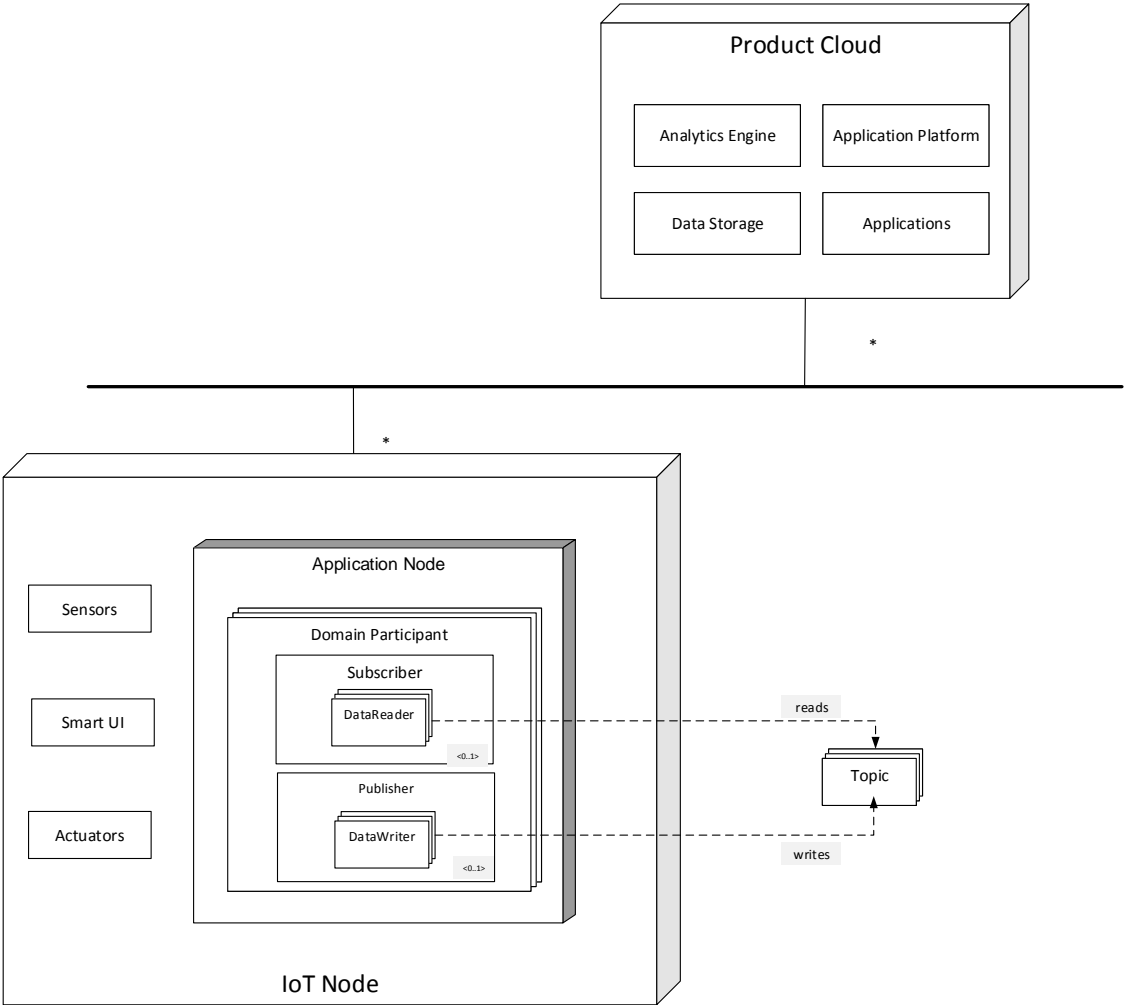 Product Cloud
Analytics Engine
Application Platform
Data Storage
Applications
*
*
Application Node
Sensors
Domain Participant
Subscriber
DataReader
<0..1>
reads
Smart UI
Topic
Publisher
DataWriter
<0..1>
writes
Actuators
IoT Node